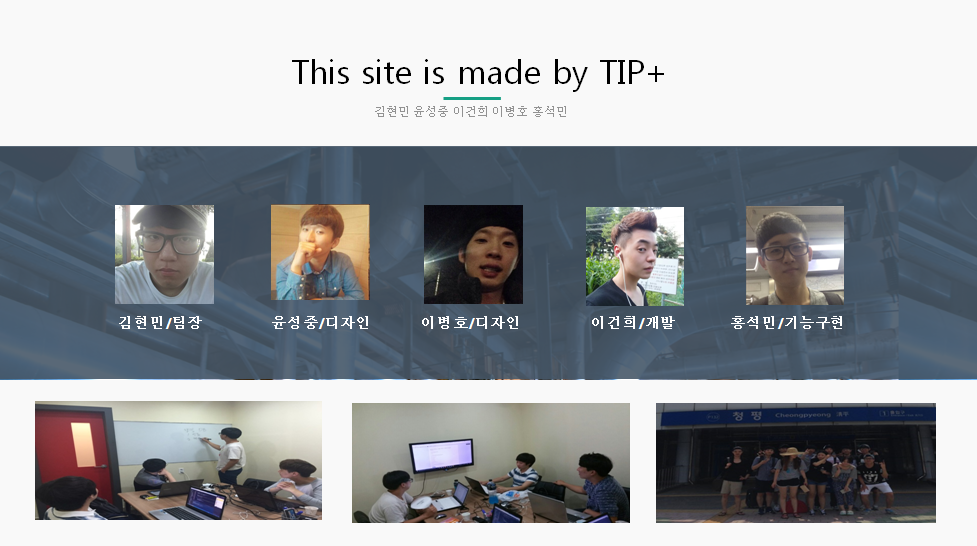 This site is made by TIP+
김현민 윤성중 이건희 이병호 홍석민
김현민/팀장
윤성중/디자인
이병호/디자인
이건희/개발
홍석민/기능구현
청평 Cheongpyeong